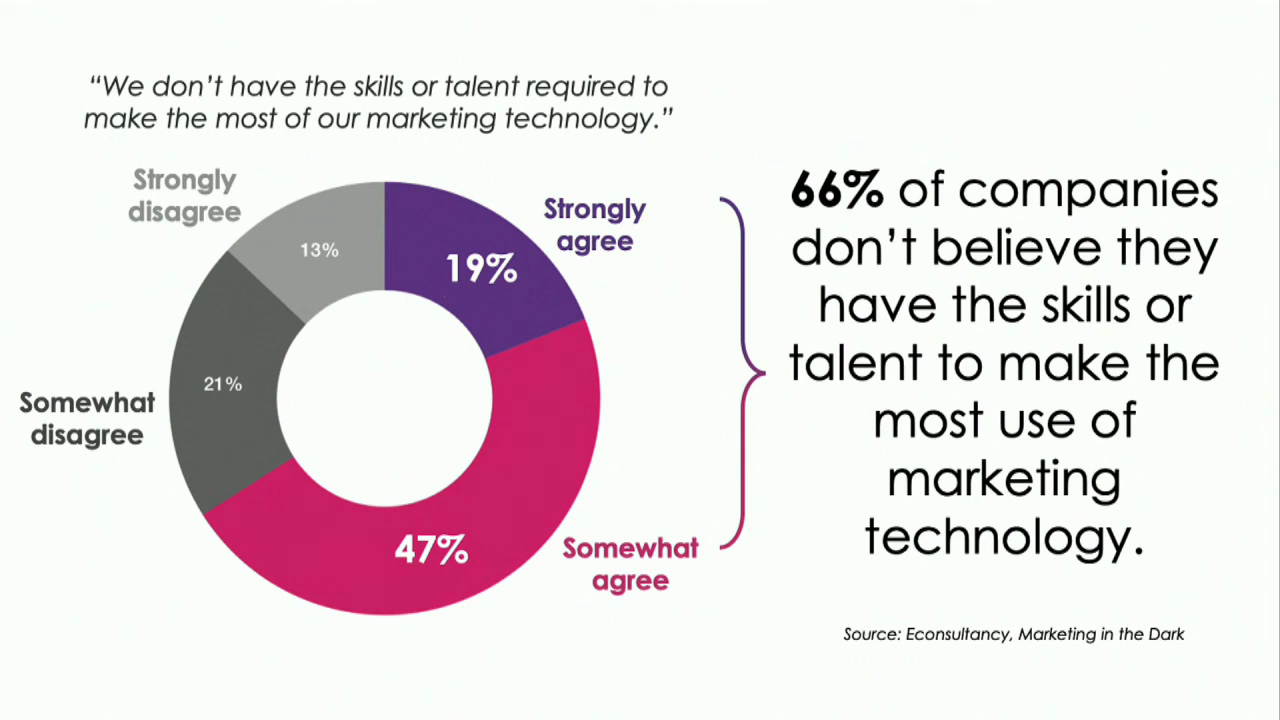 “We don’t have the skills or talent required to
make the most of our marketing technology.”
Strongly
disagree
13%
Strongly
agree
19%
Somewhat
disagree
21%
47%
Somewhat
agree
66% of companies
don’t believe they
have the skills or
talent to make the
most use of
marketing
technology.
Source: Econsultancy, Marketing in the Dark